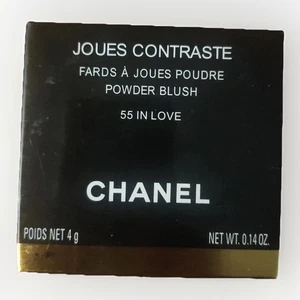 JOUES CONTRASTE
FARDS À JOUES POUDRE
POWDER BLUSH
55 IN LOVE
CHANEL
POIDS NET 4 g NET WT. 0.14 OZ.